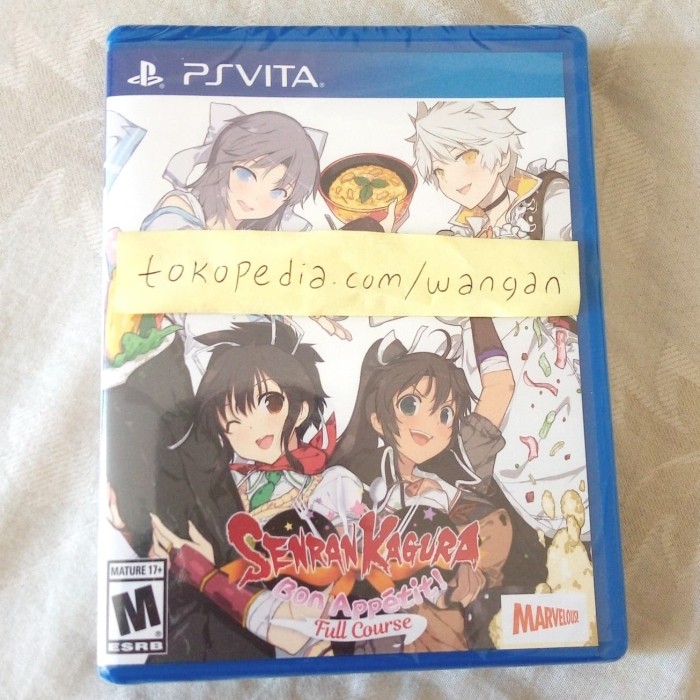 PSVITA
tokopedia.com/wangan
SENRAN KAGURA
Bon Appétit!
Full Course
MATURE 17+
M
ESRB
MARVELOUS!